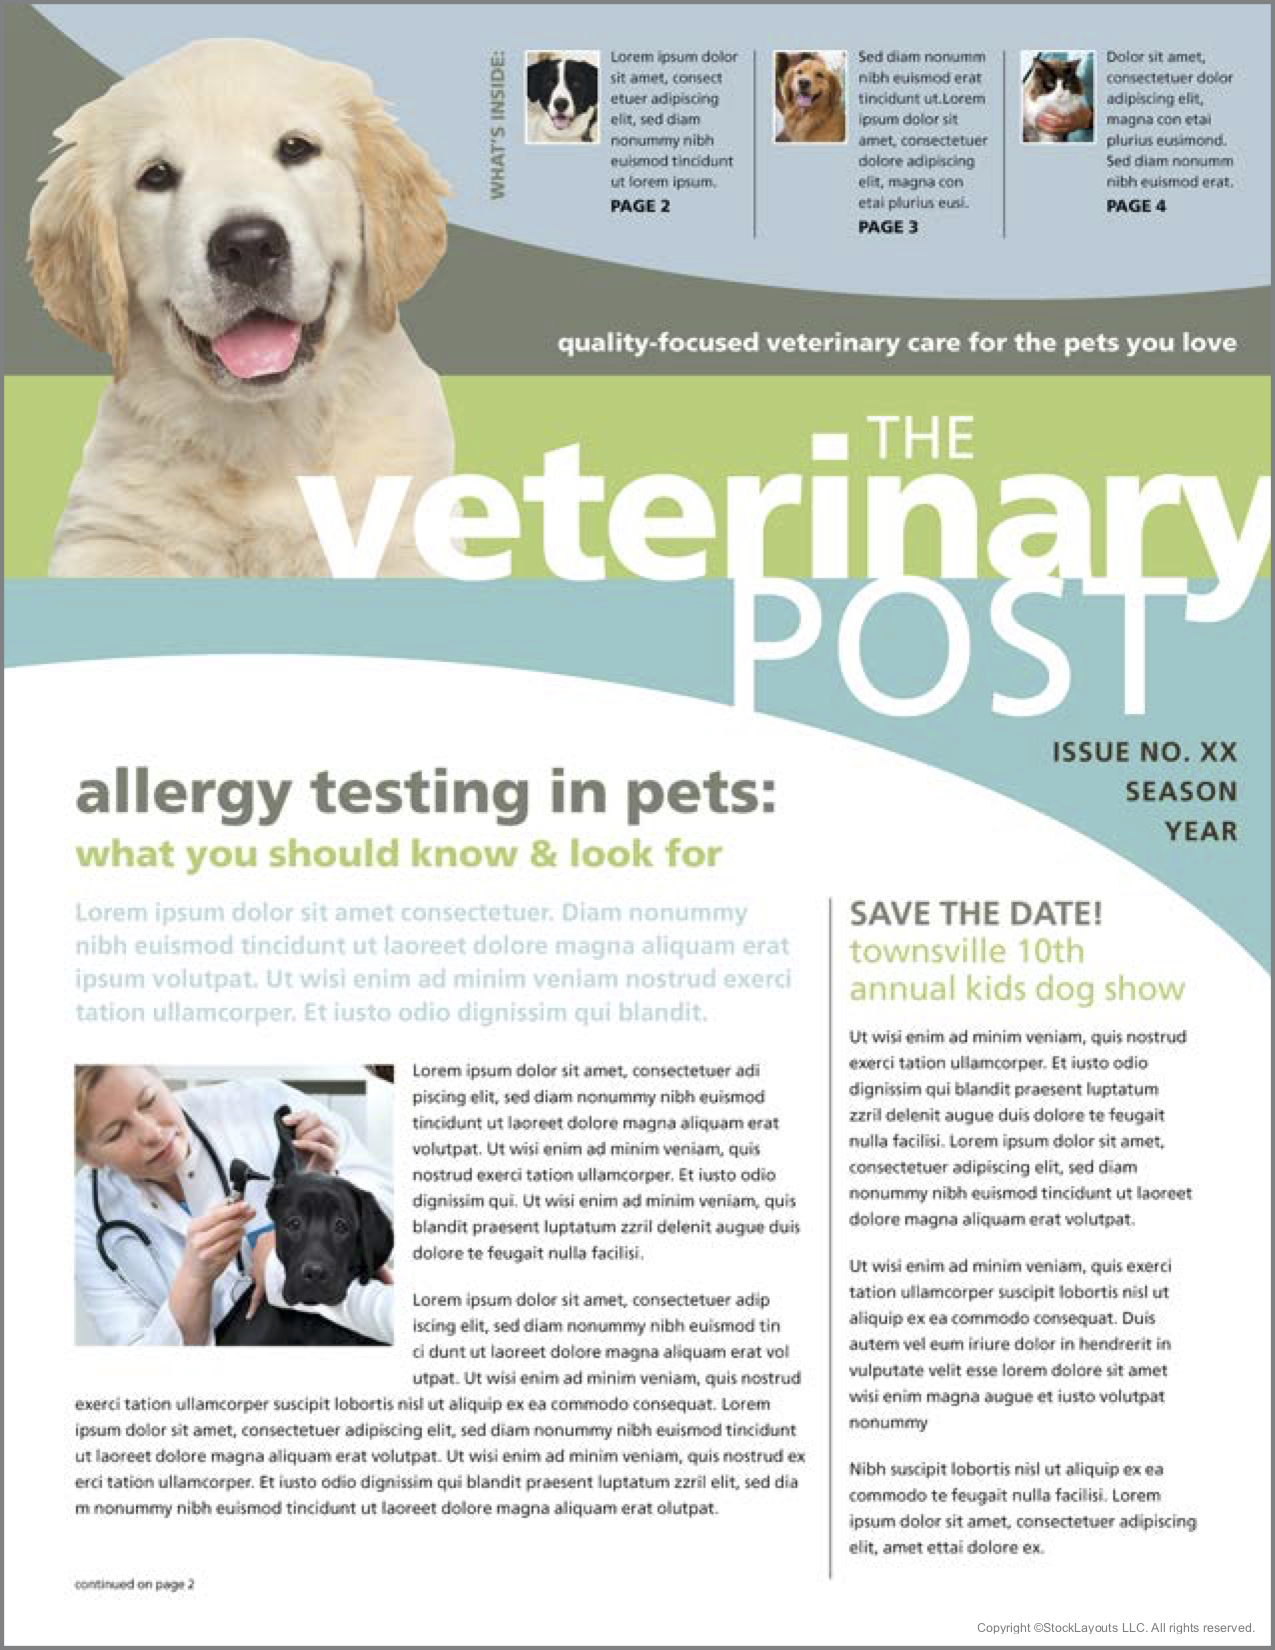 WHAT'S INSIDE:
Lorem ipsum dolor
sit amet, consect
etuer adipiscing
elit, sed diam
nonummy nibh
euismod tincidunt
ut lorem ipsum.
PAGE 2
Sed diam nonumm
nibh euismod erat
tincidunt ut.Lorem
ipsum dolor sit
amet, consectetuer
dolore adipiscing
elit, magna con
etai plurius eusi.
PAGE 3
Dolor sit amet,
consectetuer dolor
adipiscing elit,
magna con etai
plurius eusimond.
Sed diam nonumm
nibh euismod erat.
PAGE 4
quality-focused veterinary care for the pets you love
THE
veterinary
POST
ISSUE NO. XX
SEASON
YEAR
allergy testing in pets:
what you should know & look for
Lorem ipsum dolor sit amet consectetuer. Diam nonummy
nibh euismod tincidunt ut laoreet dolore magna aliquam erat
ipsum volutpat. Ut wisi enim ad minim veniam nostrud exerci
tation ullamcorper. Et iusto odio dignissim qui blandit.
Lorem ipsum dolor sit amet, consectetuer adi
piscing elit, sed diam nonummy nibh euismod
tincidunt ut laoreet dolore magna aliquam erat
volutpat. Ut wisi enim ad minim veniam, quis
nostrud exerci tation ullamcorper. Et iusto odio
dignissim qui. Ut wisi enim ad minim veniam, quis
blandit praesent luptatum zzril delenit augue duis
dolore te feugait nulla facilisi.
Lorem ipsum dolor sit amet, consectetuer adip
iscing elit, sed diam nonummy nibh euismod tin
ci dunt ut laoreet dolore magna aliquam erat vol
utpat. Ut wisi enim ad minim veniam, quis nostrud
exerci tation ullamcorper suscipit lobortis nisl ut aliquip ex ea commodo consequat. Lorem
ipsum dolor sit amet, consectetuer adipiscing elit, sed diam nonummy nibh euismod tincidunt
ut laoreet dolore magna aliquam erat volutpat. Ut wisi enim ad minim veniam, quis nostrud ex
erci tation ullamcorper. Et iusto odio dignissim qui blandit praesent luptatum zzril elit, sed dia
m nonummy nibh euismod tincidunt ut laoreet dolore magna aliquam erat olutpat.
continued on page 2
SAVE THE DATE!
townsville 10th
annual kids dog show
Ut wisi enim ad minim veniam, quis nostrud
exerci tation ullamcorper. Et iusto odio
dignissim qui blandit praesent luptatum
zzril delenit augue duis dolore te feugait
nulla facilisi. Lorem ipsum dolor sit amet,
consectetuer adipiscing elit, sed diam
nonummy nibh euismod tincidunt ut laoreet
dolore magna aliquam erat volutpat.
Ut wisi enim ad minim veniam, quis exerci
tation ullamcorper suscipit lobortis nisl ut
aliquip ex ea commodo consequat. Duis
autem vel eum iriure dolor in hendrerit in
vulputate velit esse lorem dolore sit amet
wisi enim magna augue et iusto volutpat
nonummy
Nibh suscipit lobortis nisl ut aliquip ex ea
commodo te feugait nulla facilisi. Lorem
ipsum dolor sit amet, consectetuer adipiscing
elit, amet ettai dolore ex.
Copyright ©StockLayouts LLC. All rights reserved.